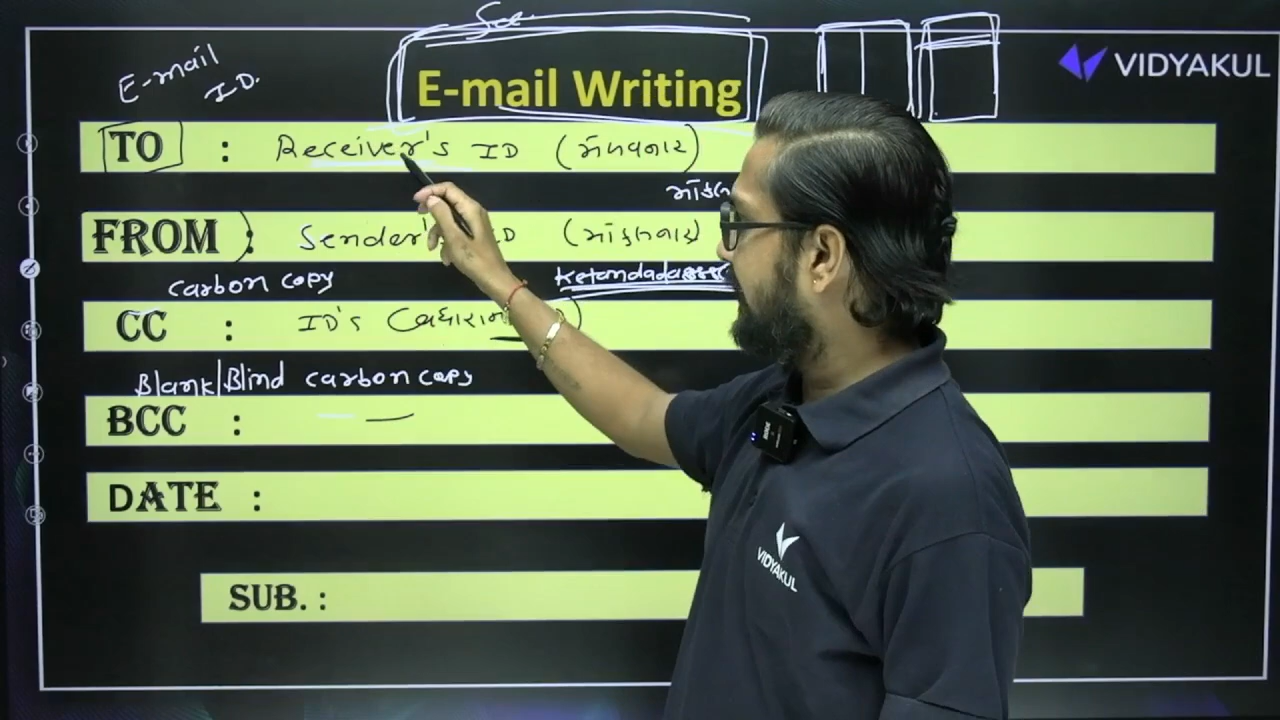 E-mail Writing
VIDYAKUL
E-mail
ID.
TO : Receiver's ID (મેળવનાર)
FROM : Sender's ID (મોકલનાર)
carbon copy
CC : ID's
Blank/Blind carbon copy
BCC :
DATE :
SUB. :
VIDYAKUL